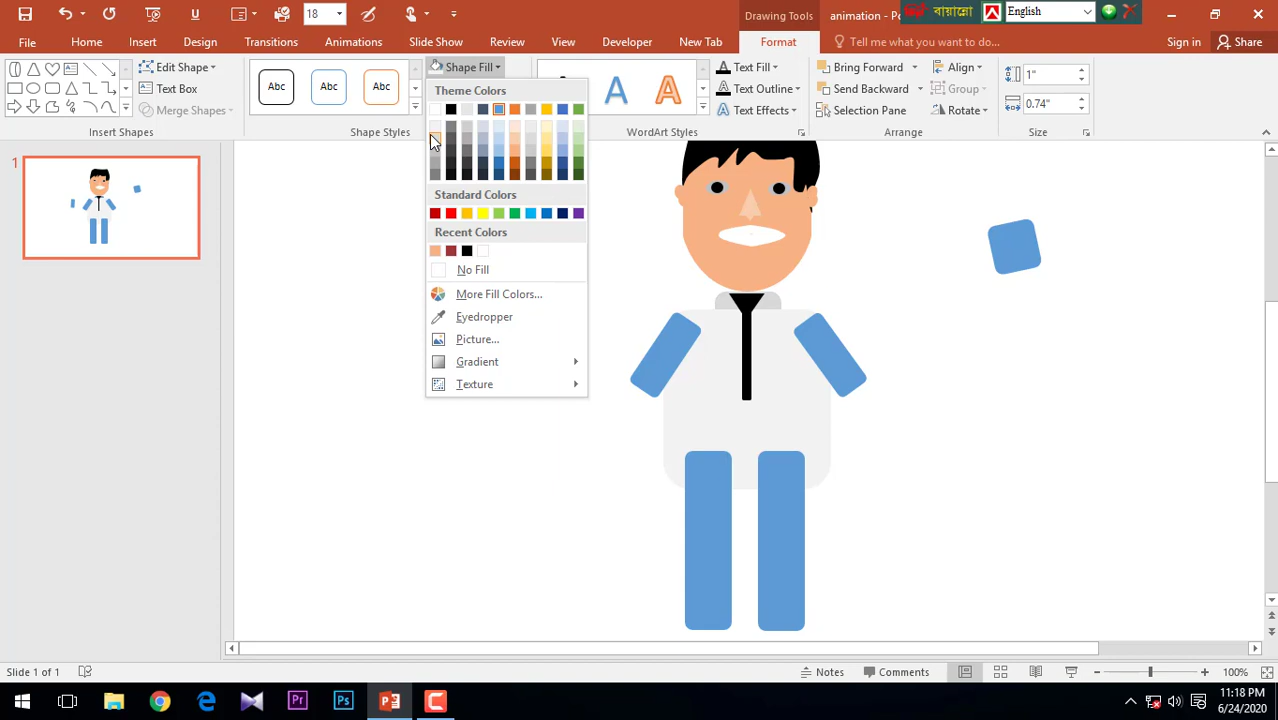 18
animation - Po
Drawing Tools
বায়ান্নো
English
File
Home
Insert
Design
Transitions
Animations
Slide Show
Review
View
Developer
New Tab
Format
Tell me what you want to do...
Sign in
Share
Edit Shape
Text Box
Merge Shapes
Insert Shapes
Abc
Abc
Abc
Shape Styles
Shape Fill
Theme Colors
Standard Colors
Recent Colors
No Fill
More Fill Colors...
Eyedropper
Picture...
Gradient
Texture
Text Fill
Text Outline
Text Effects
WordArt Styles
Bring Forward
Send Backward
Selection Pane
Align
Group
Rotate
Arrange
1"
0.74"
Size
1
Slide 1 of 1
Notes
Comments
100%
11:18 PM
6/24/2020